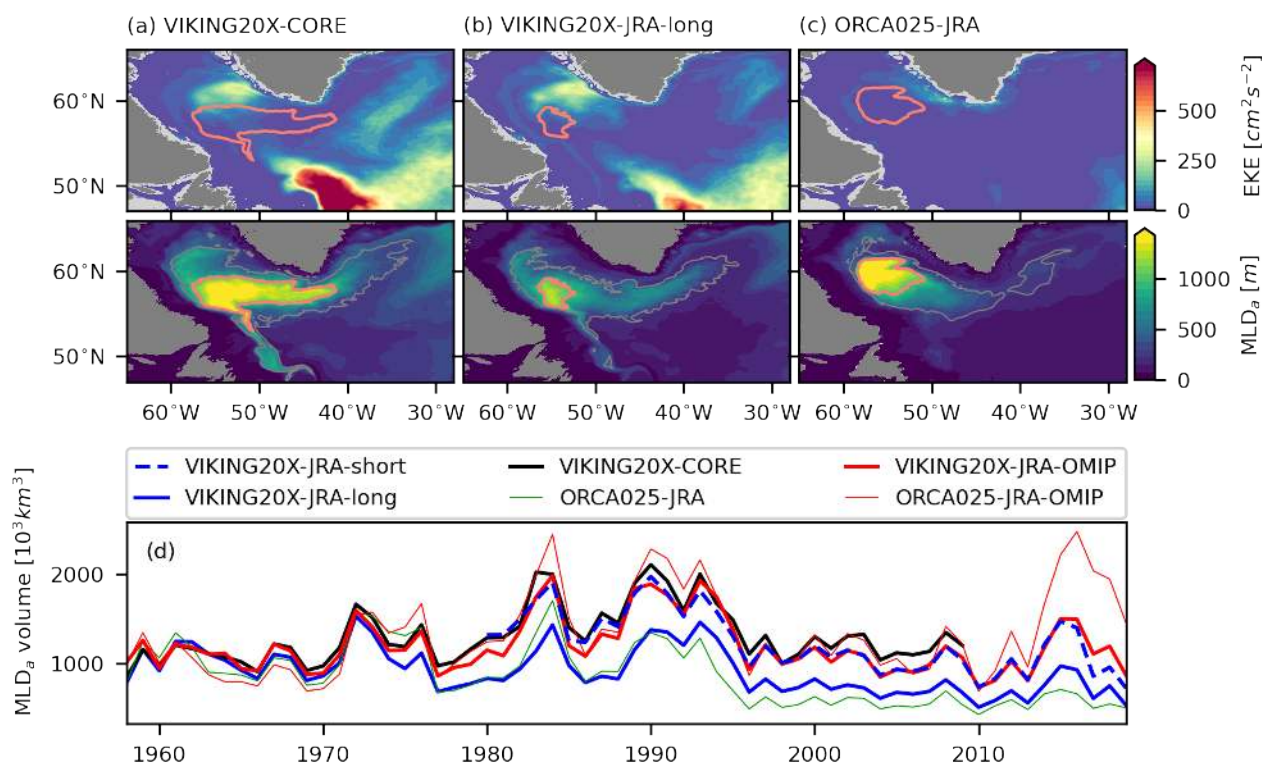 (a) VIKING20X-CORE
(b) VIKING20X-JRA-long
(c) ORCA025-JRA
60°N
50°N
500
250
0
EKE [cm²s⁻²]
60°N
50°N
1000
500
0
MLDₐ [m]
60°W 50°W 40°W 30°W
60°W 50°W 40°W 30°W
60°W 50°W 40°W 30°W
VIKING20X-JRA-short
VIKING20X-CORE
VIKING20X-JRA-OMIP
VIKING20X-JRA-long
ORCA025-JRA
ORCA025-JRA-OMIP
MLDₐ volume [10³km³]
(d)
2000
1000
1960 1970 1980 1990 2000 2010